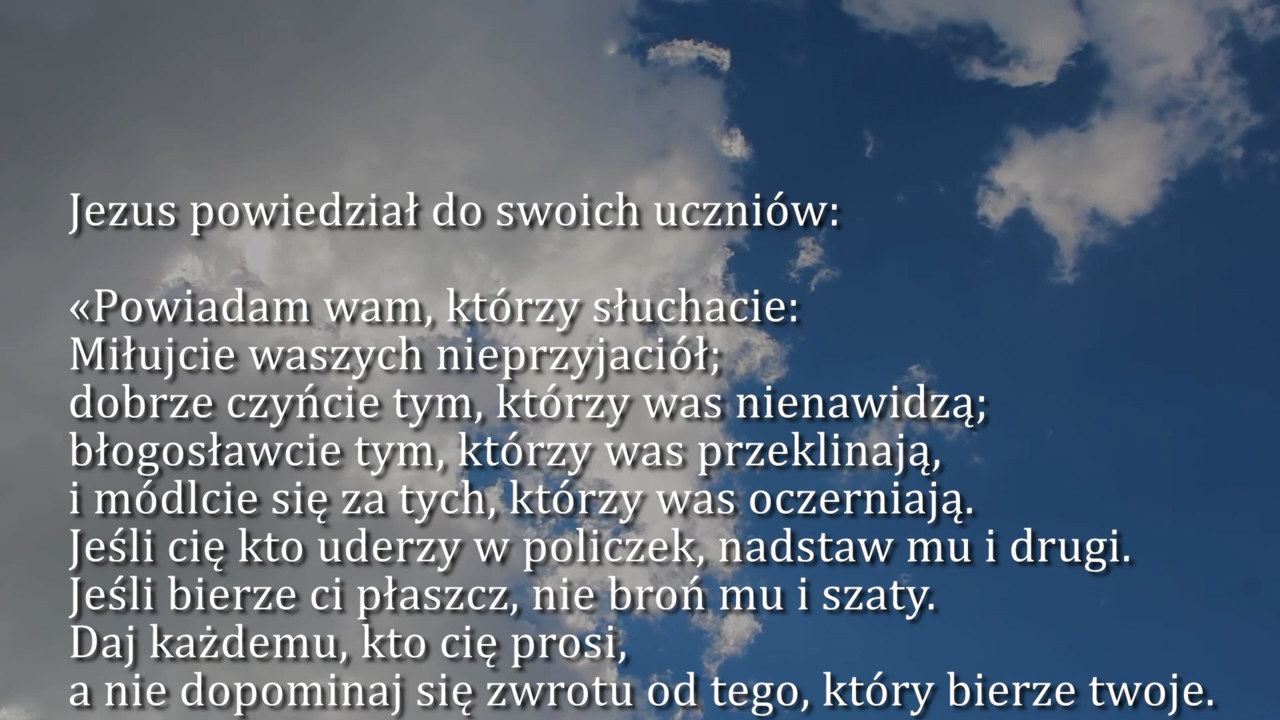 Jezus powiedział do swoich uczniów:
«Powiadam wam, którzy słuchacie:
Miłujcie waszych nieprzyjaciół;
dobrze czyńcie tym, którzy was nienawidzą;
błogosławcie tym, którzy was przeklinają,
i módlcie się za tych, którzy was oczerniają.
Jeśli cię kto uderzy w policzek, nadstaw mu i drugi.
Jeśli bierze ci płaszcz, nie broń mu i szaty.
Daj każdemu, kto cię prosi,
a nie dopominaj się zwrotu od tego, który bierze twoje.